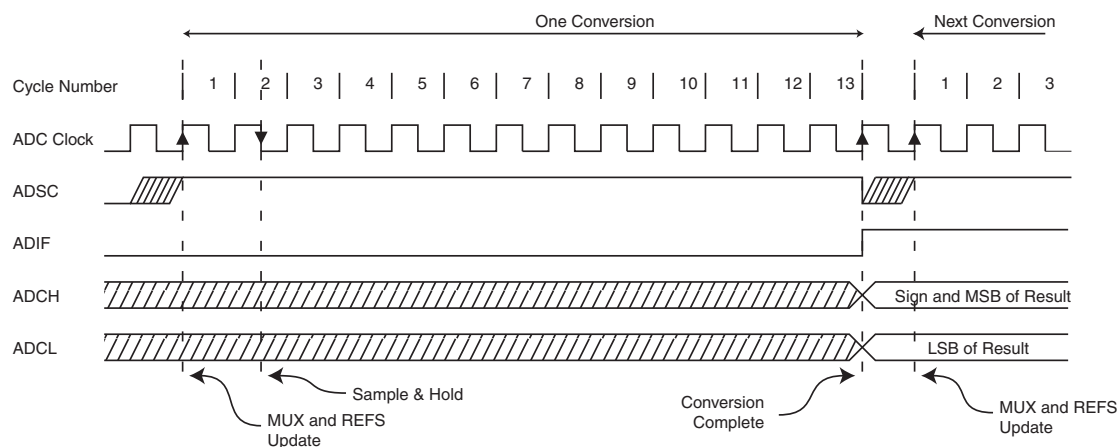 One Conversion
Next Conversion
Cycle Number 1 2 3 4 5 6 7 8 9 10 11 12 13 1 2 3
ADC Clock
ADSC
ADIF
ADCH
Sign and MSB of Result
ADCL
LSB of Result
Sample & Hold
MUX and REFS
Update
Conversion
Complete
MUX and REFS
Update